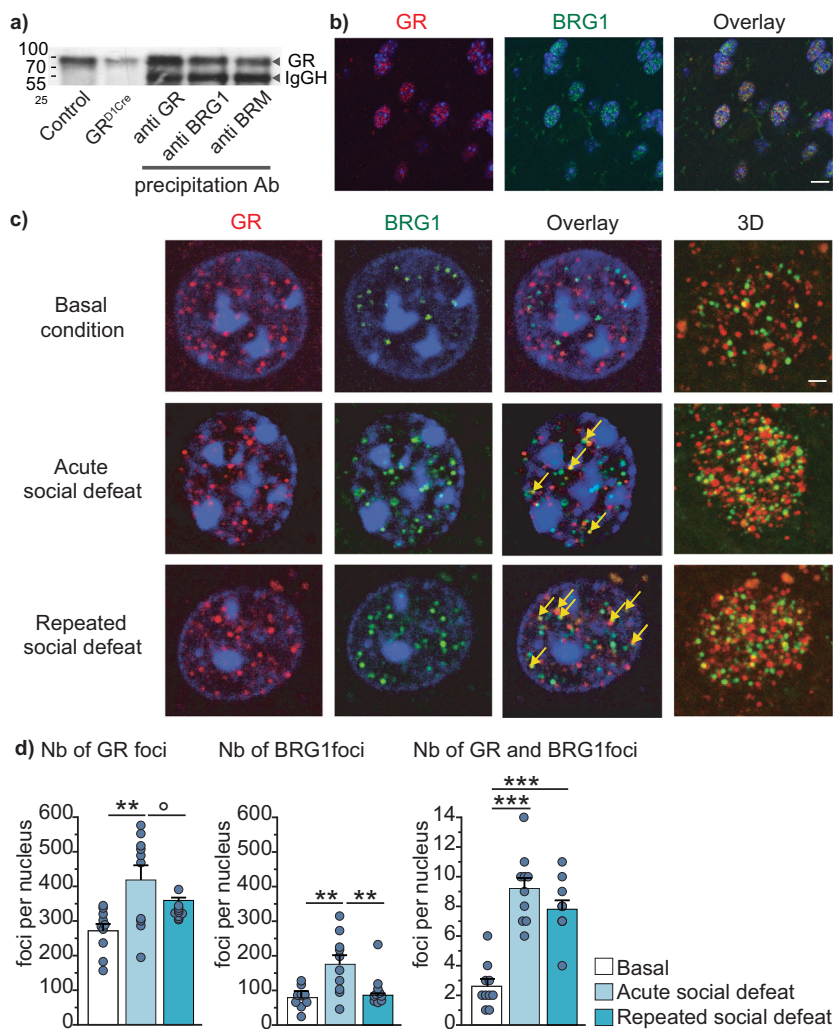 a)
100
70
55
25
GR
IgGH
Control
GR^D1Cre
anti GR
anti BRG1
anti BRM
precipitation Ab
b)
GR
BRG1
Overlay
c)
GR
BRG1
Overlay
3D
Basal
condition
Acute
social defeat
Repeated
social defeat
d) Nb of GR foci
Nb of BRG1foci
Nb of GR and BRG1foci
foci per nucleus
600
500
400
300
200
100
0
**
°
foci per nucleus
600
500
400
300
200
100
0
**
**
foci per nucleus
14
12
10
8
6
4
2
0
***
***
Basal
Acute social defeat
Repeated social defeat